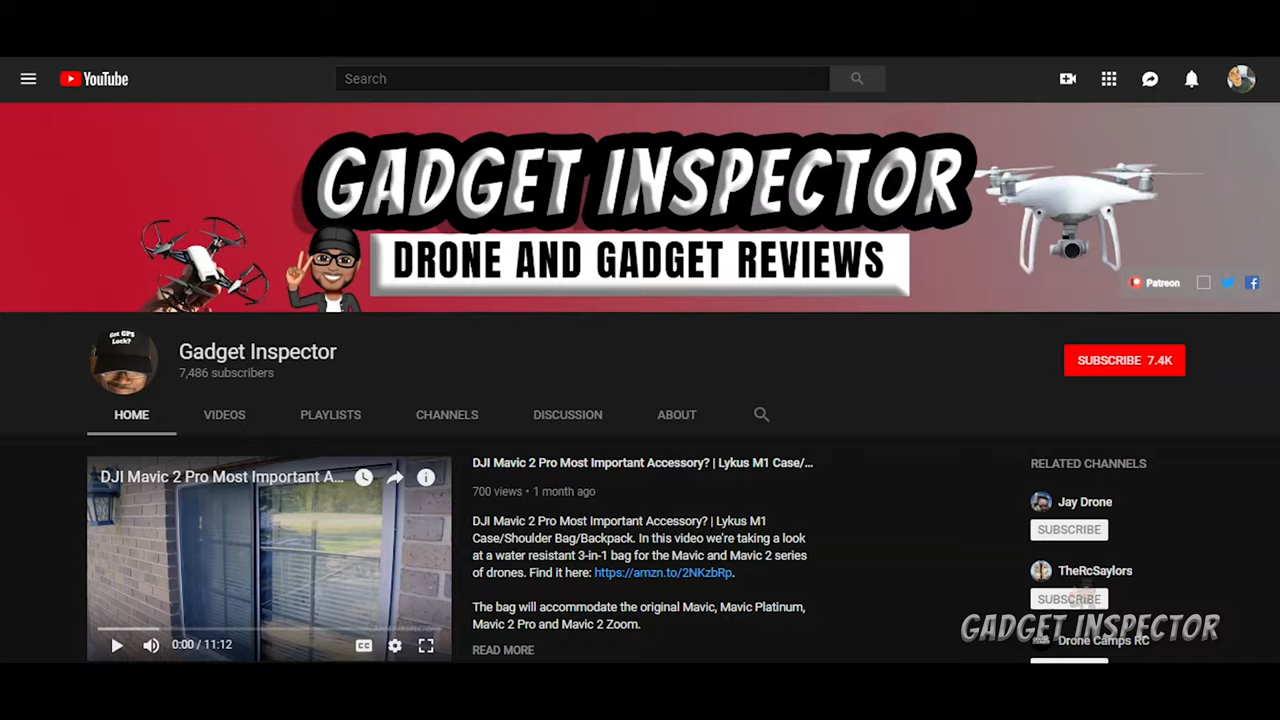 YouTube
Search
GADGET INSPECTOR
DRONE AND GADGET REVIEWS
Patreon
Got GPS
Lock?
Gadget Inspector
7,486 subscribers
SUBSCRIBE 7.4K
HOME VIDEOS PLAYLISTS CHANNELS DISCUSSION ABOUT
DJI Mavic 2 Pro Most Important A...
0:00 / 11:12
CC
DJI Mavic 2 Pro Most Important Accessory? | Lykus M1 Case/...
700 views • 1 month ago
DJI Mavic 2 Pro Most Important Accessory? | Lykus M1
Case/Shoulder Bag/Backpack. In this video we're taking a look
at a water resistant 3-in-1 bag for the Mavic and Mavic 2 series
of drones. Find it here: https://amzn.to/2NKzbRp.
The bag will accommodate the original Mavic, Mavic Platinum,
Mavic 2 Pro and Mavic 2 Zoom.
READ MORE
RELATED CHANNELS
Jay Drone
SUBSCRIBE
TheRcSaylors
SUBSCRIBE
GADGET INSPECTOR
Drone Camps RC